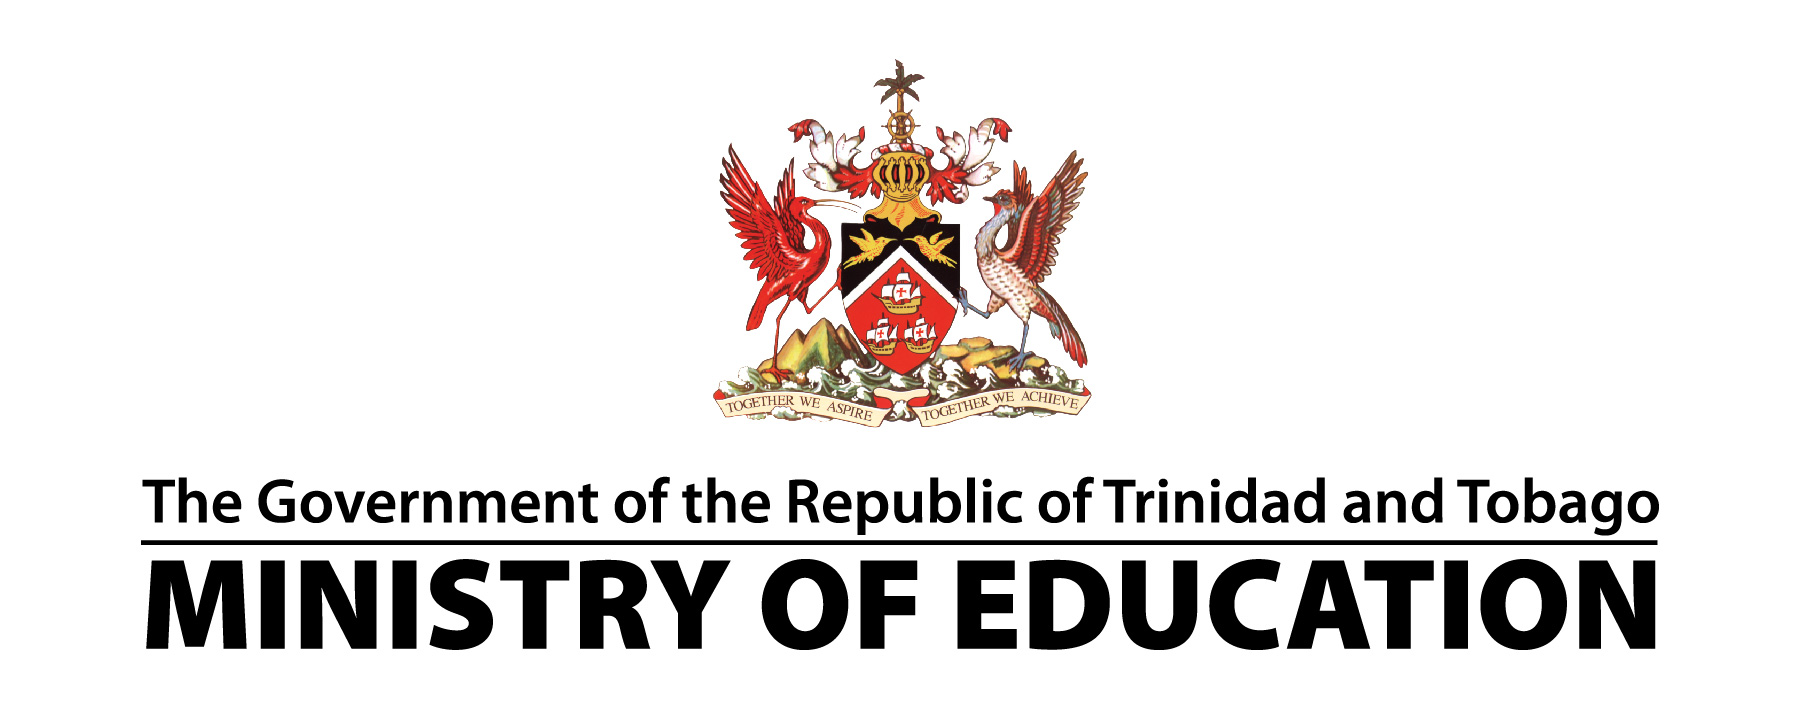 TOGETHER WE ASPIRE TOGETHER WE ACHIEVE
The Government of the Republic of Trinidad and Tobago
MINISTRY OF EDUCATION